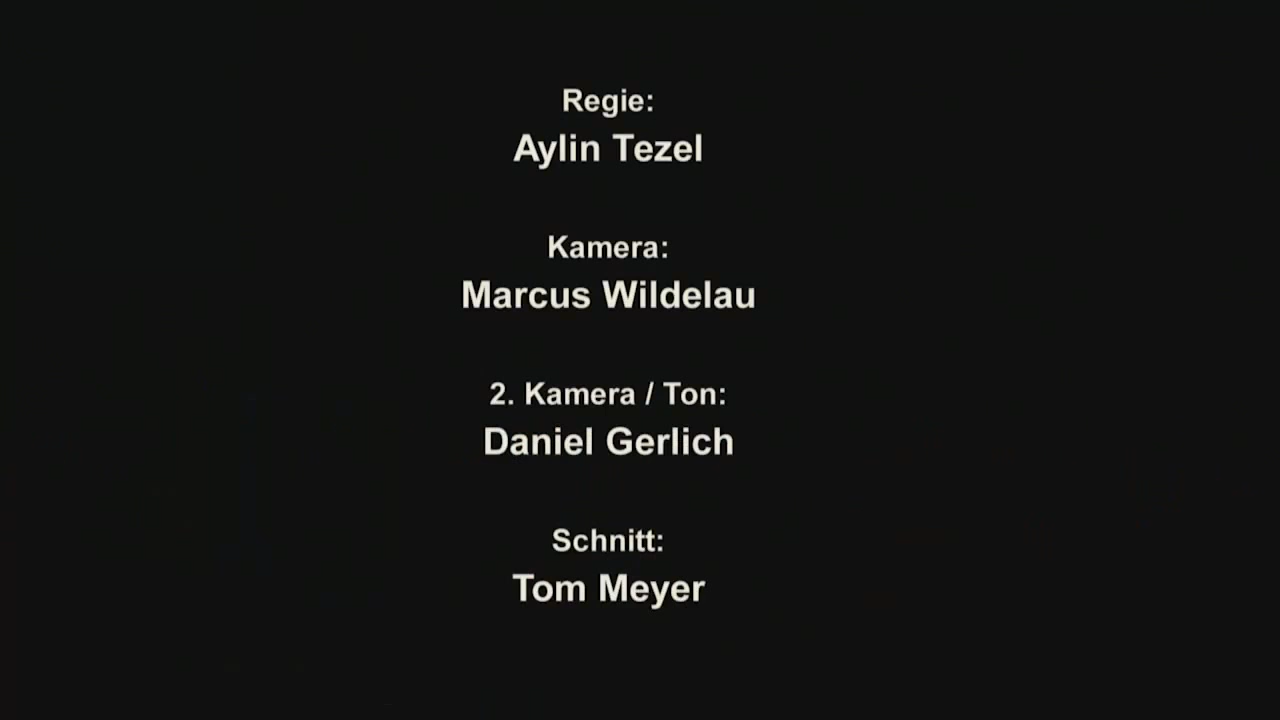 Regie:
Aylin Tezel
Kamera:
Marcus Wildelau
2. Kamera / Ton:
Daniel Gerlich
Schnitt:
Tom Meyer